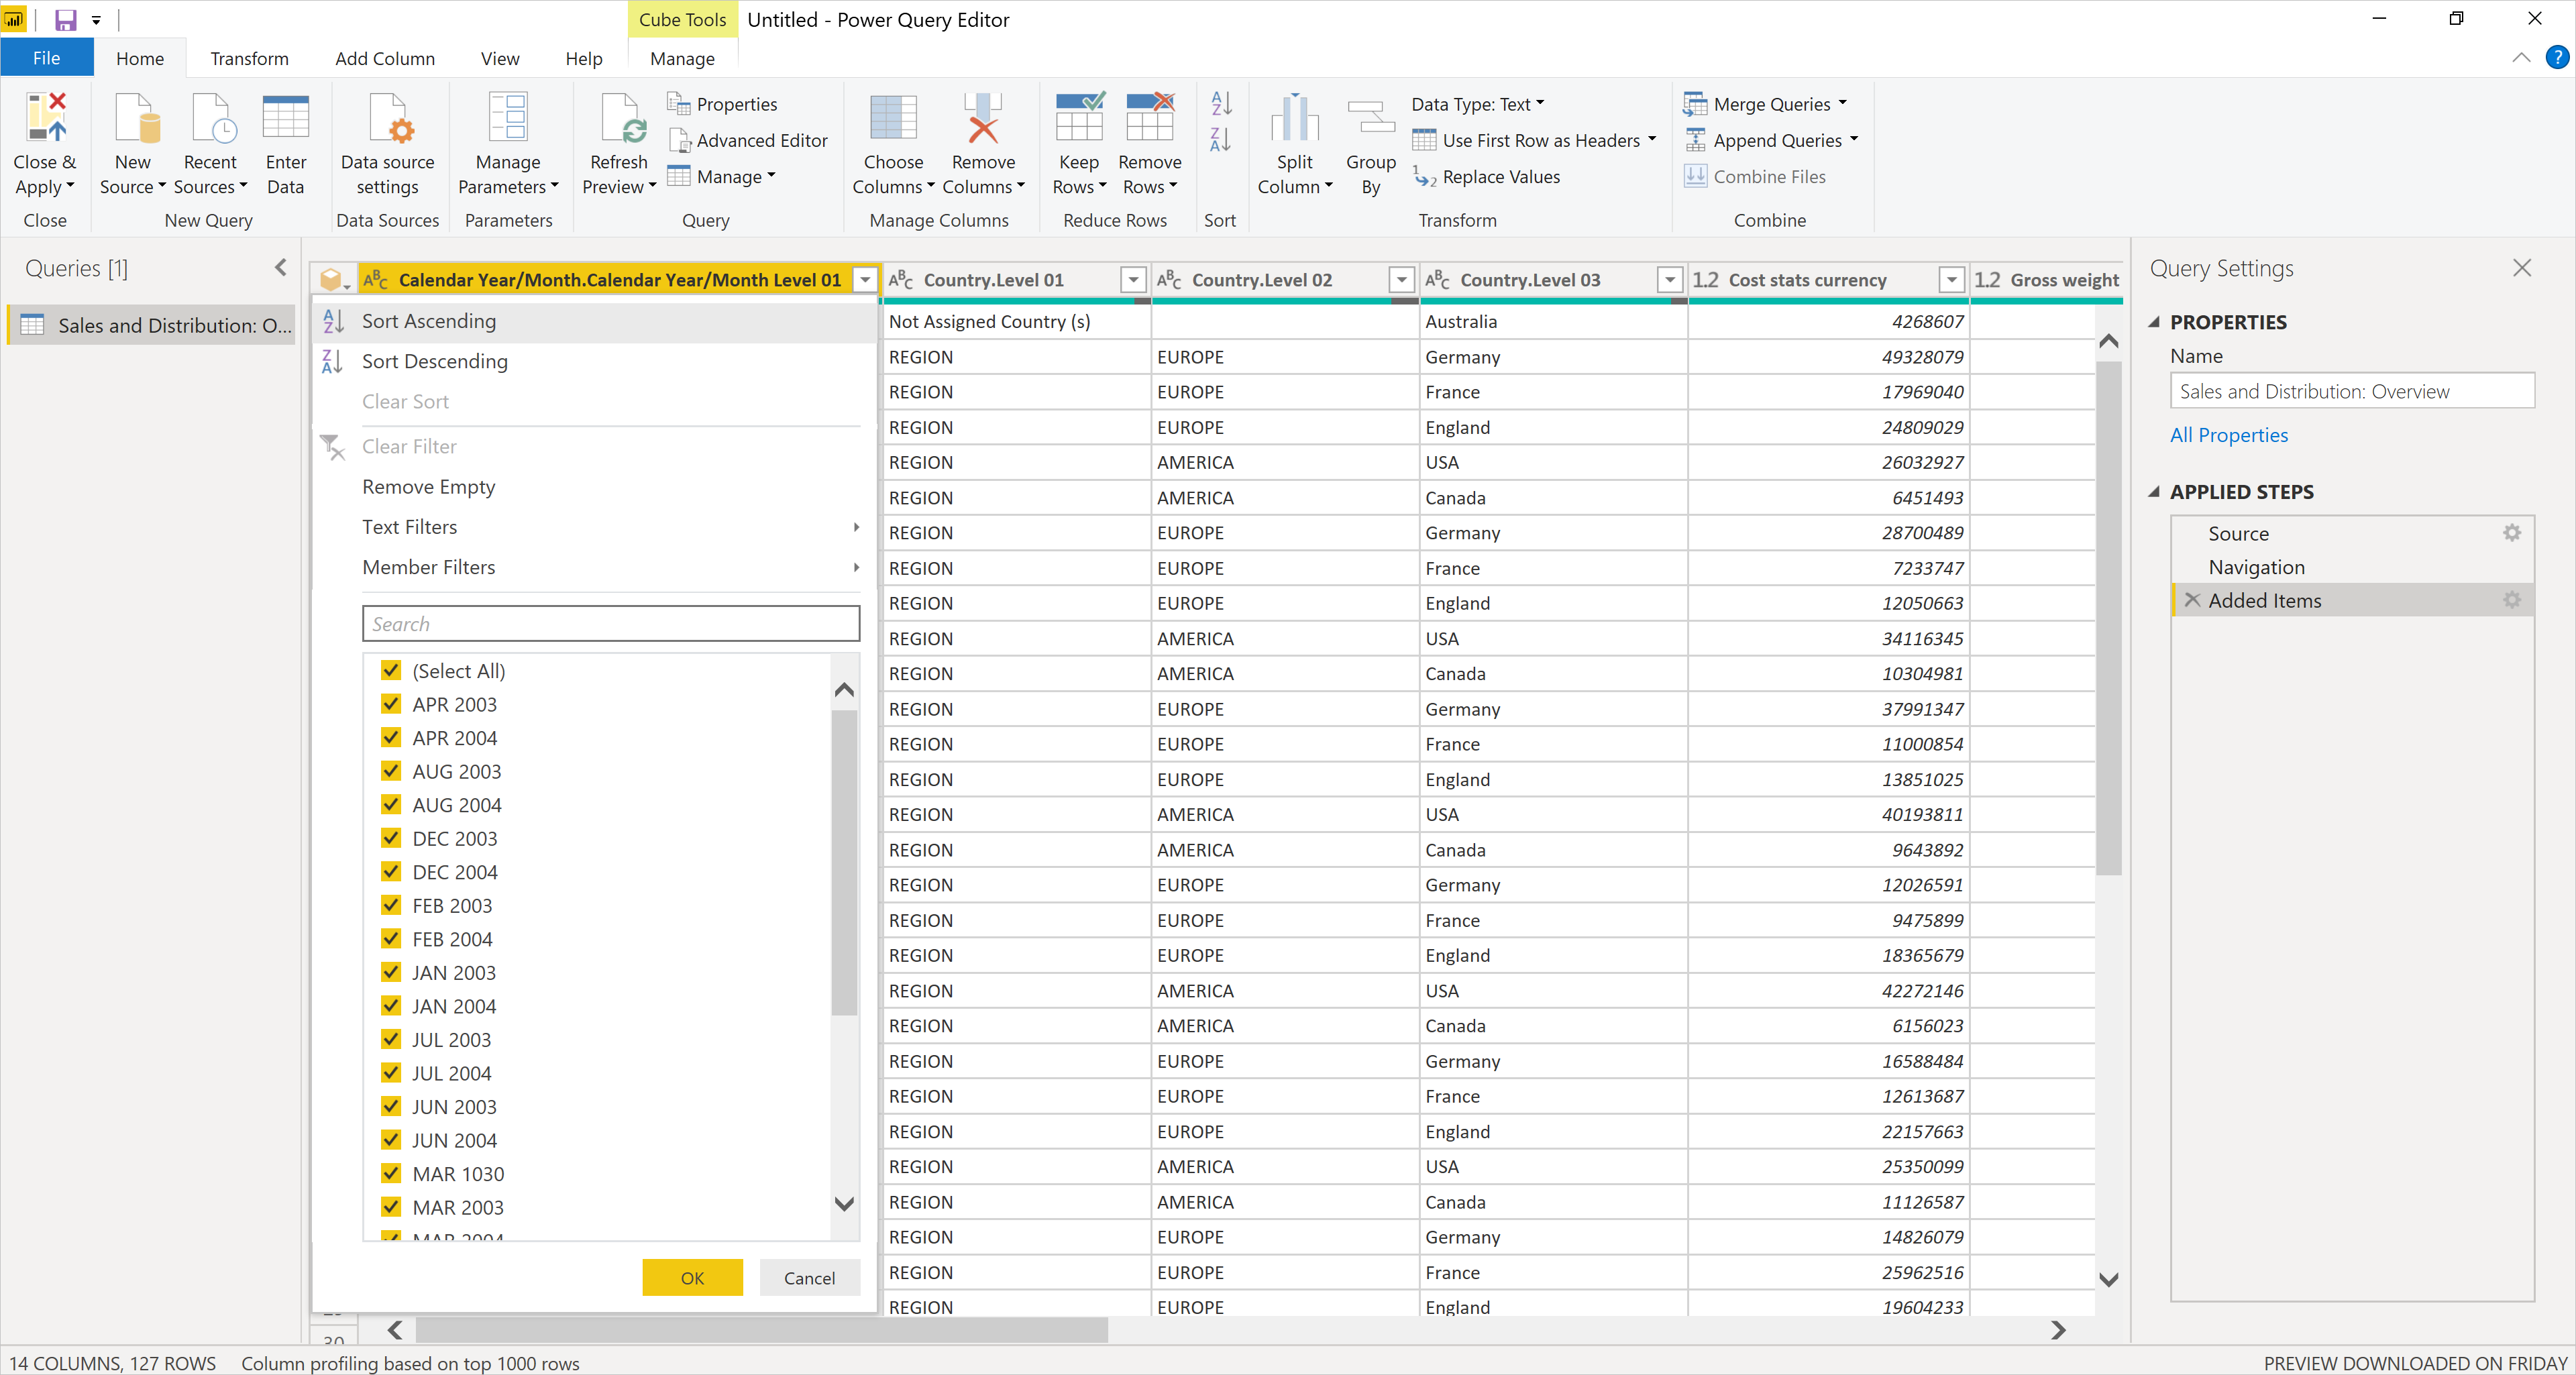 Cube Tools
Untitled - Power Query Editor
File
Home
Transform
Add Column
View
Help
Manage
?
Close & Apply
New Source
Recent Sources
Enter Data
Data source settings
Manage Parameters
Refresh Preview
Properties
Advanced Editor
Manage
Choose Columns
Remove Columns
Keep Rows
Remove Rows
Split Column
Group By
Data Type: Text
Use First Row as Headers
Replace Values
Merge Queries
Append Queries
Combine Files
Close
New Query
Data Sources
Parameters
Query
Manage Columns
Reduce Rows
Sort
Transform
Combine
Queries [1]
Sales and Distribution: O...
ABC Calendar Year/Month.Calendar Year/Month Level 01
ABC Country.Level 01
ABC Country.Level 02
ABC Country.Level 03
1.2 Cost stats currency
1.2 Gross weight
Sort Ascending
Sort Descending
Clear Sort
Clear Filter
Remove Empty
Text Filters
Member Filters
Search
(Select All)
APR 2003
APR 2004
AUG 2003
AUG 2004
DEC 2003
DEC 2004
FEB 2003
FEB 2004
JAN 2003
JAN 2004
JUL 2003
JUL 2004
JUN 2003
JUN 2004
MAR 1030
MAR 2003
MAR 2004
OK
Cancel
Not Assigned Country (s) Australia 4268607
REGION EUROPE Germany 49328079
REGION EUROPE France 17969040
REGION EUROPE England 24809029
REGION AMERICA USA 26032927
REGION AMERICA Canada 6451493
REGION EUROPE Germany 28700489
REGION EUROPE France 7233747
REGION EUROPE England 12050663
REGION AMERICA USA 34116345
REGION AMERICA Canada 10304981
REGION EUROPE Germany 37991347
REGION EUROPE France 11000854
REGION EUROPE England 13851025
REGION AMERICA USA 40193811
REGION AMERICA Canada 9643892
REGION EUROPE Germany 12026591
REGION EUROPE France 9475899
REGION EUROPE England 18365679
REGION AMERICA USA 42272146
REGION AMERICA Canada 6156023
REGION EUROPE Germany 16588484
REGION EUROPE France 12613687
REGION EUROPE England 22157663
REGION AMERICA USA 25350099
REGION AMERICA Canada 11126587
REGION EUROPE Germany 14826079
REGION EUROPE France 25962516
REGION EUROPE England 19604233
30
Query Settings
PROPERTIES
Name
Sales and Distribution: Overview
All Properties
APPLIED STEPS
Source
Navigation
Added Items
14 COLUMNS, 127 ROWS
Column profiling based on top 1000 rows
PREVIEW DOWNLOADED ON FRIDAY